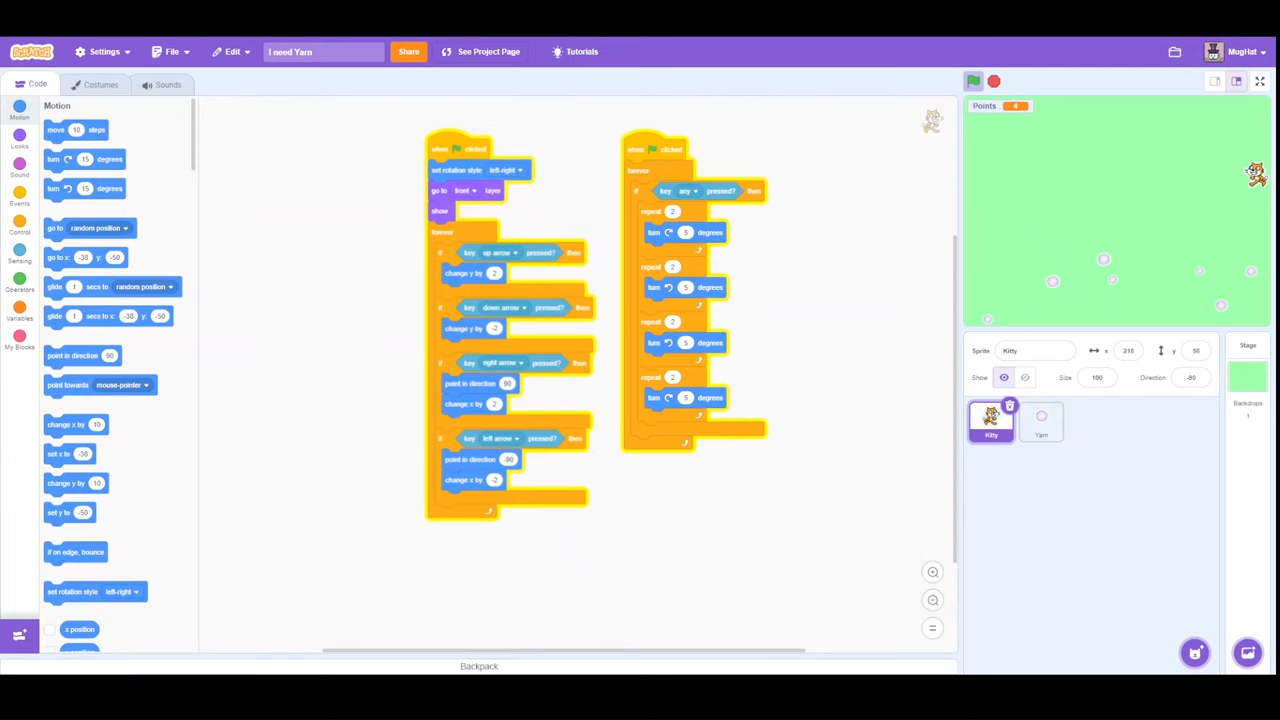 SCRATCH
Settings
File
Edit
I need Yarn
Share
See Project Page
Tutorials
MugHat
Code
Costumes
Sounds
Motion
Looks
Sound
Events
Control
Sensing
Operators
Variables
My Blocks
Motion
move 10 steps
turn 15 degrees
turn 15 degrees
go to random position
go to x: -38 y: -50
glide 1 secs to random position
glide 1 secs to x: -38 y: -50
point in direction 90
point towards mouse-pointer
change x by 10
set x to -38
change y by 10
set y to -50
if on edge, bounce
set rotation style left-right
x position
when clicked
set rotation style left-right
go to front layer
show
forever
if key up arrow pressed? then
change y by 2
if key down arrow pressed? then
change y by -2
if key right arrow pressed? then
point in direction 90
change x by 2
if key left arrow pressed? then
point in direction -90
change x by -2
when clicked
forever
if key any pressed? then
repeat 2
turn 5 degrees
repeat 2
turn 5 degrees
repeat 2
turn 5 degrees
repeat 2
turn 5 degrees
Backpack
Points 4
Sprite Kitty x 218 y 58
Show Size 100 Direction -90
Kitty
Yarn
Stage
Backdrops
1